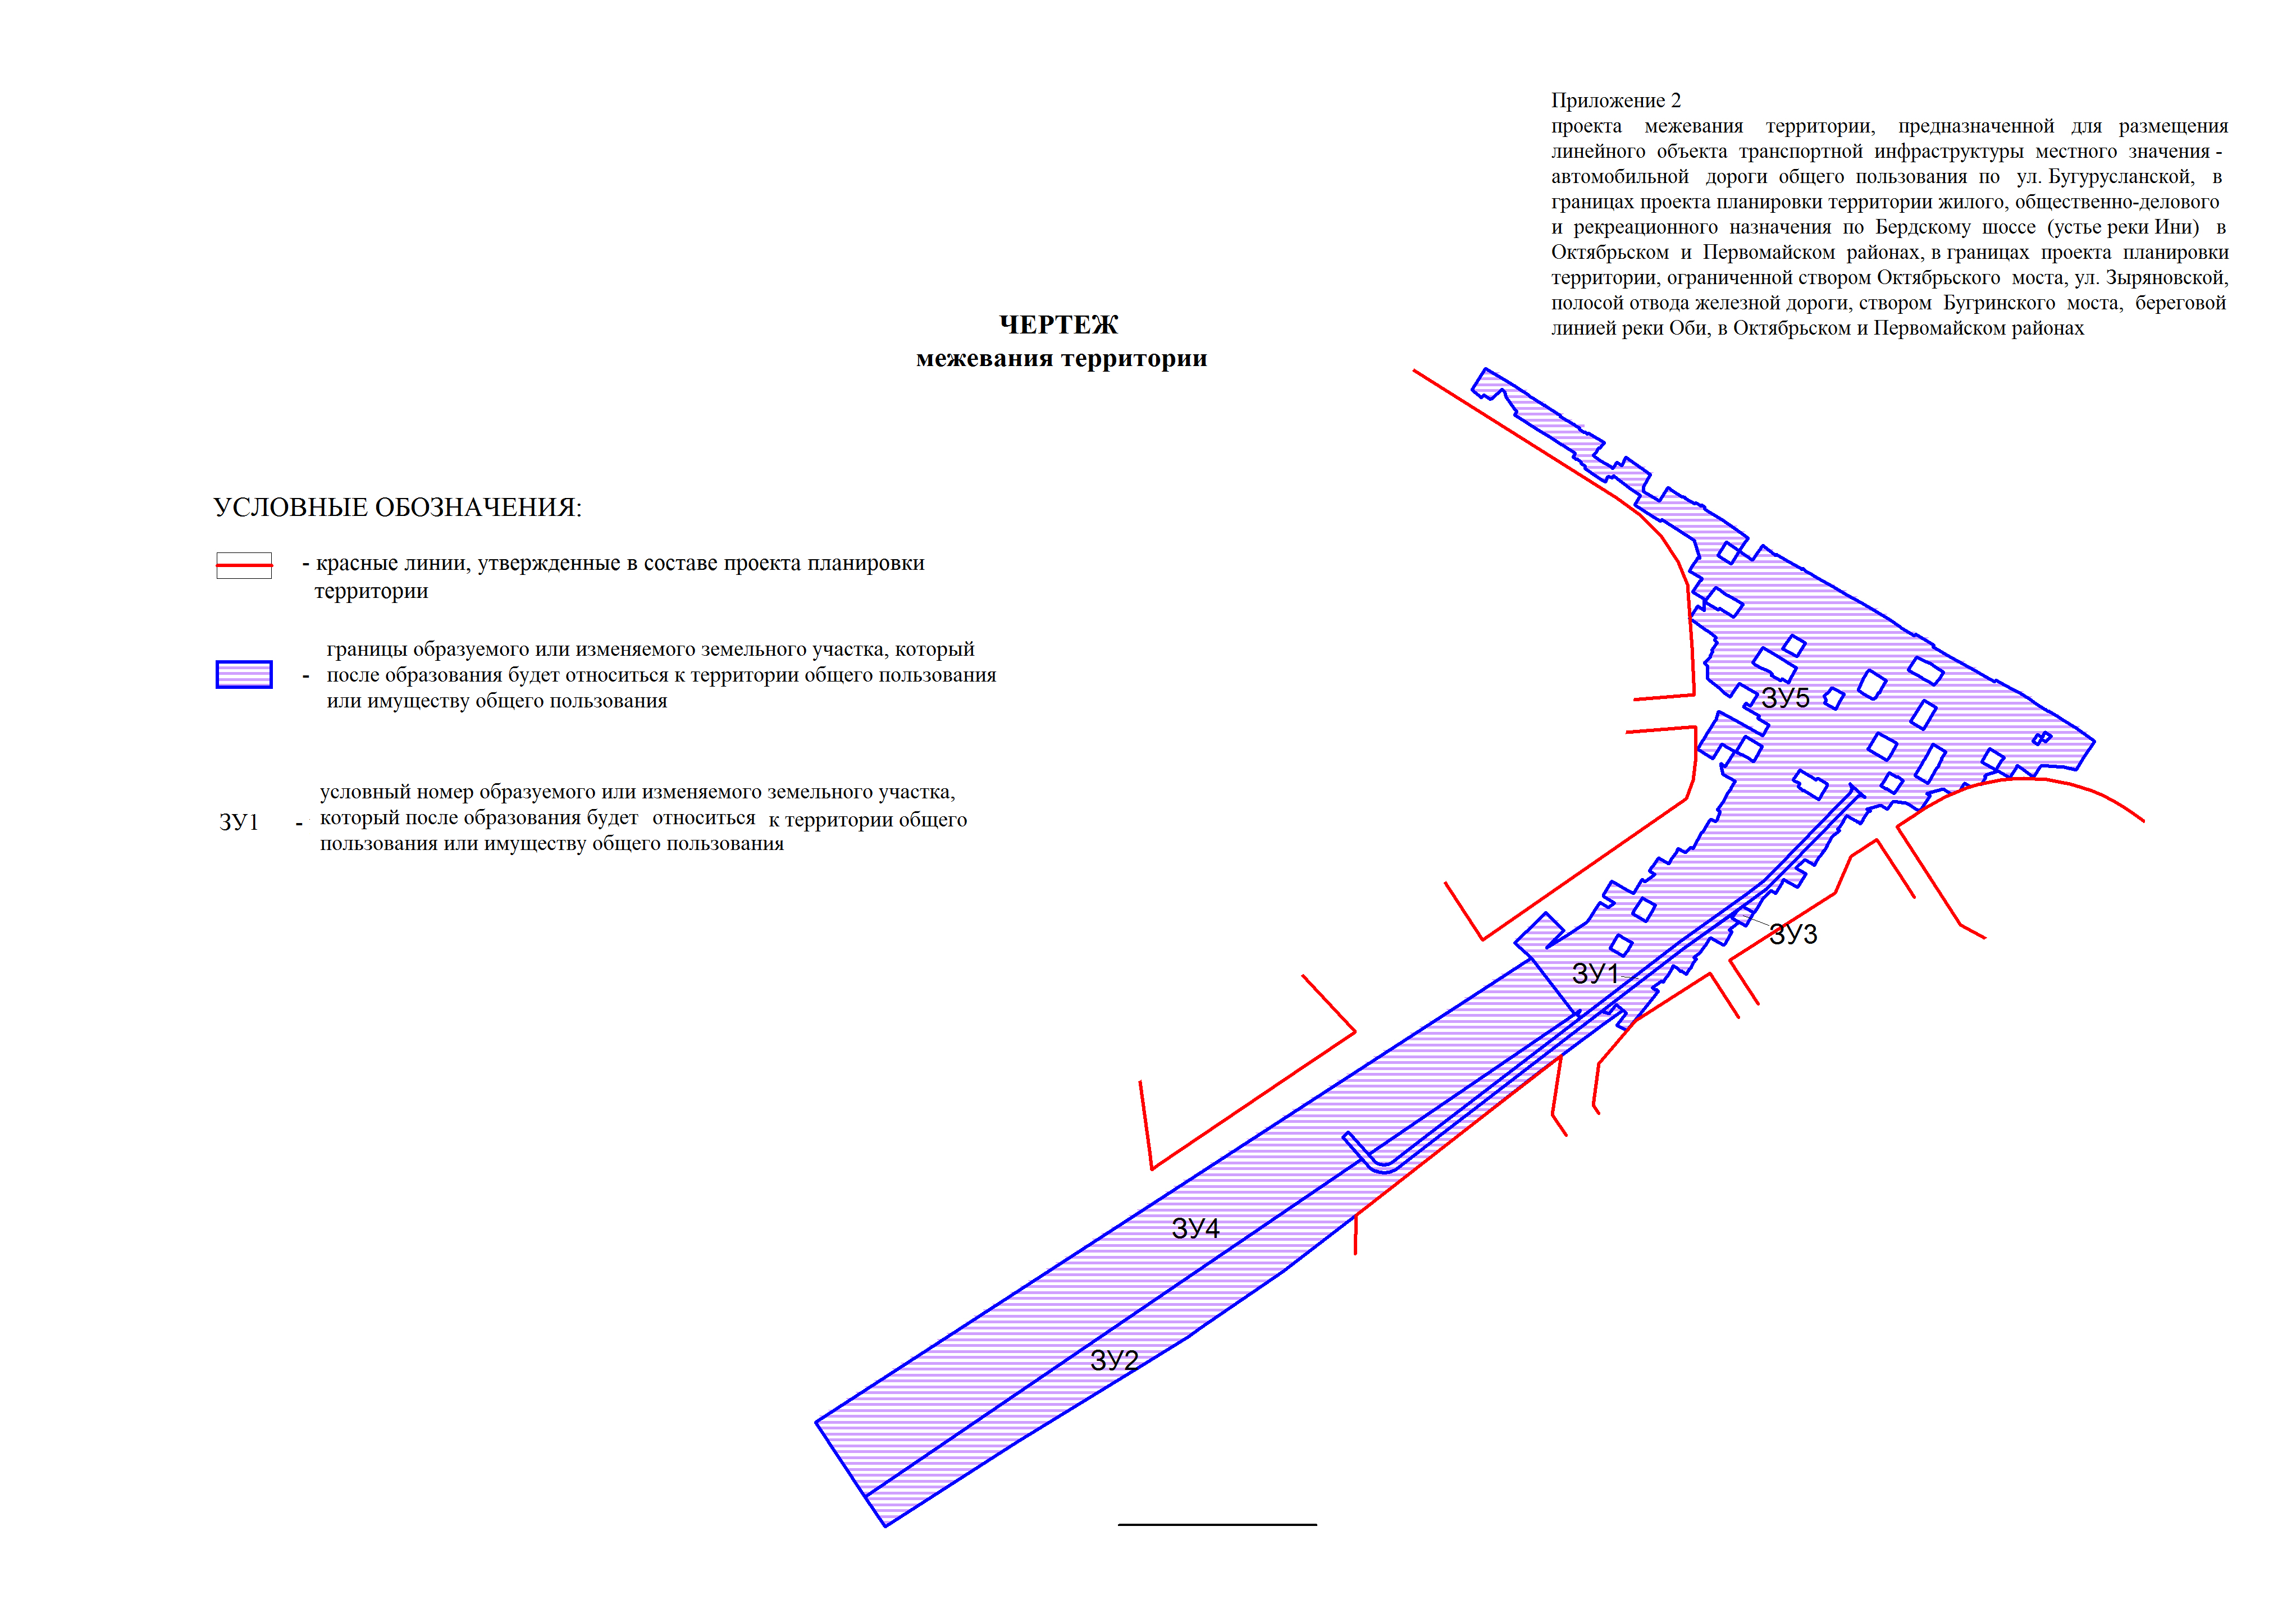 Приложение 2
проекта межевания территории, предназначенной для размещения
линейного объекта транспортной инфраструктуры местного значения -
автомобильной дороги общего пользования по ул. Бугурусланской, в
границах проекта планировки территории жилого, общественно-делового
и рекреационного назначения по Бердскому шоссе (устье реки Ини) в
Октябрьском и Первомайском районах, в границах проекта планировки
территории, ограниченной створом Октябрьского моста, ул. Зыряновской,
полосой отвода железной дороги, створом Бугринского моста, береговой
линией реки Оби, в Октябрьском и Первомайском районах
ЧЕРТЕЖ
межевания территории
УСЛОВНЫЕ ОБОЗНАЧЕНИЯ:
- красные линии, утвержденные в составе проекта планировки
территории
границы образуемого или изменяемого земельного участка, который
- после образования будет относиться к территории общего пользования
или имуществу общего пользования
условный номер образуемого или изменяемого земельного участка,
ЗУ1 - который после образования будет относиться к территории общего
пользования или имуществу общего пользования
ЗУ5
ЗУ3
ЗУ1
ЗУ4
ЗУ2